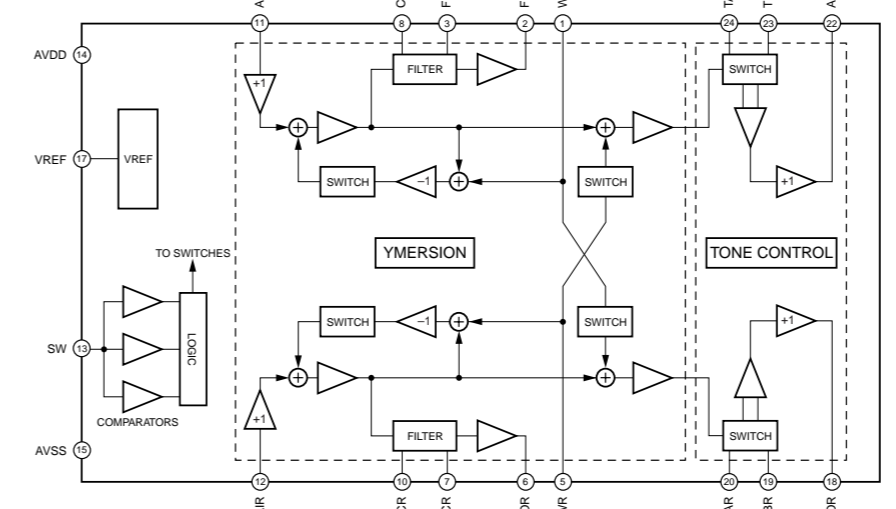 11
8
3
2
1
24
23
22
AVDD 14
+1
FILTER
SWITCH
VREF 17
VREF
SWITCH
−1
SWITCH
+1
TO SWITCHES
YMERSION
TONE CONTROL
SWITCH
−1
SWITCH
+1
SW 13
LOGIC
COMPARATORS
+1
FILTER
SWITCH
AVSS 15
12
10
7
6
5
20
19
18